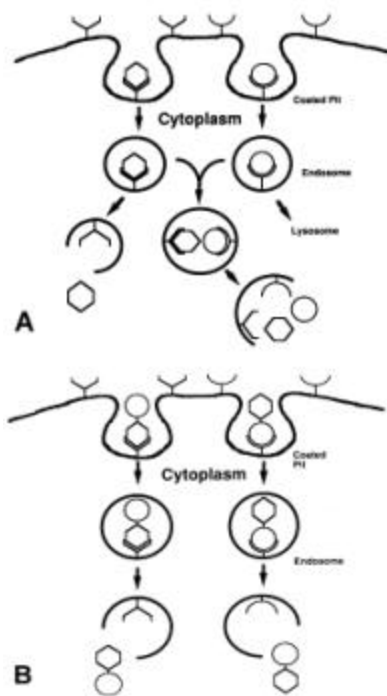 Coated Pit
Cytoplasm
Endosome
Lysosome
A
Coated
Pit
Cytoplasm
Endosome
B